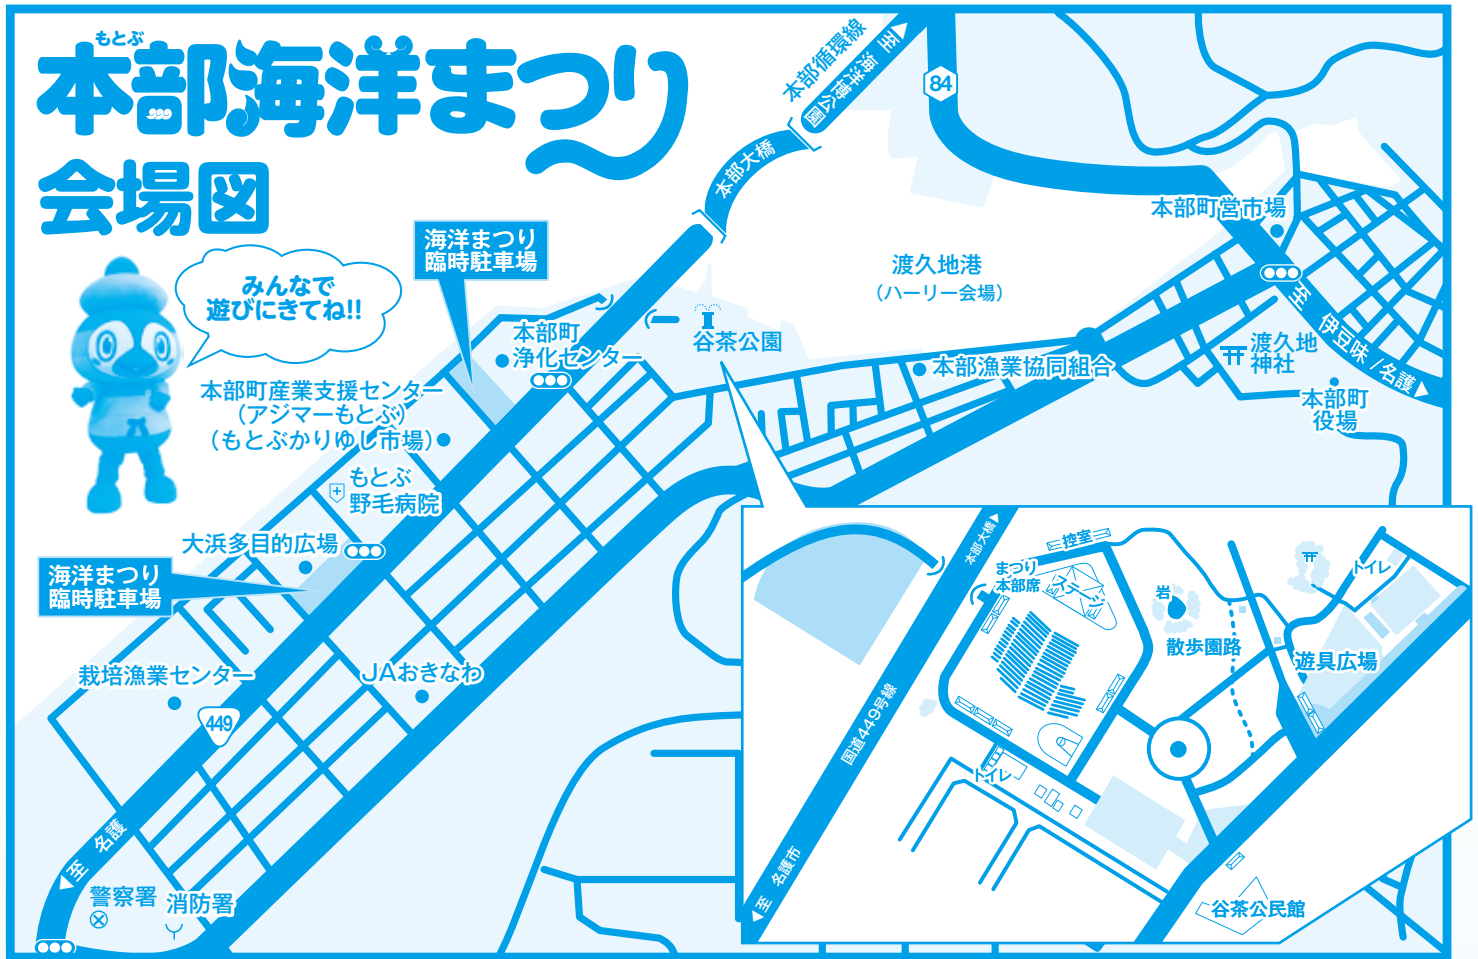 もとぶ
本部海洋まつり
会場図
みんなで
遊びにきてね!!
海洋まつり
臨時駐車場
本部循環線
至 海洋博公園
84
本部大橋
本部町営市場
渡久地港
（ハーリー会場）
谷茶公園
本部町
浄化センター
本部漁業協同組合
渡久地
神社
至 伊豆味/名護
本部町
役場
本部町産業支援センター
（アジマーもとぶ）
（もとぶかりゆし市場）
もとぶ
野毛病院
大浜多目的広場
海洋まつり
臨時駐車場
栽培漁業センター
JAおきなわ
449
至 名護
警察署
消防署
本部大橋
国道449号線
至 名護市
まつり
本部席
控室
ステージ
岩
散歩園路
トイレ
遊具広場
トイレ
谷茶公民館